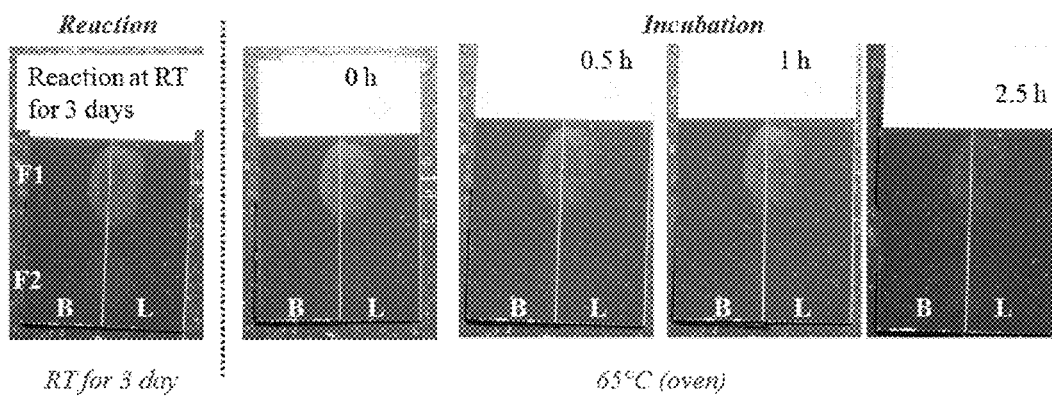 Reaction
Incubation
Reaction at RT
for 3 days
0 h
0.5 h
1 h
2.5 h
F1
F2
B L
B L
B L
B L
B L
RT for 3 day
65°C (oven)